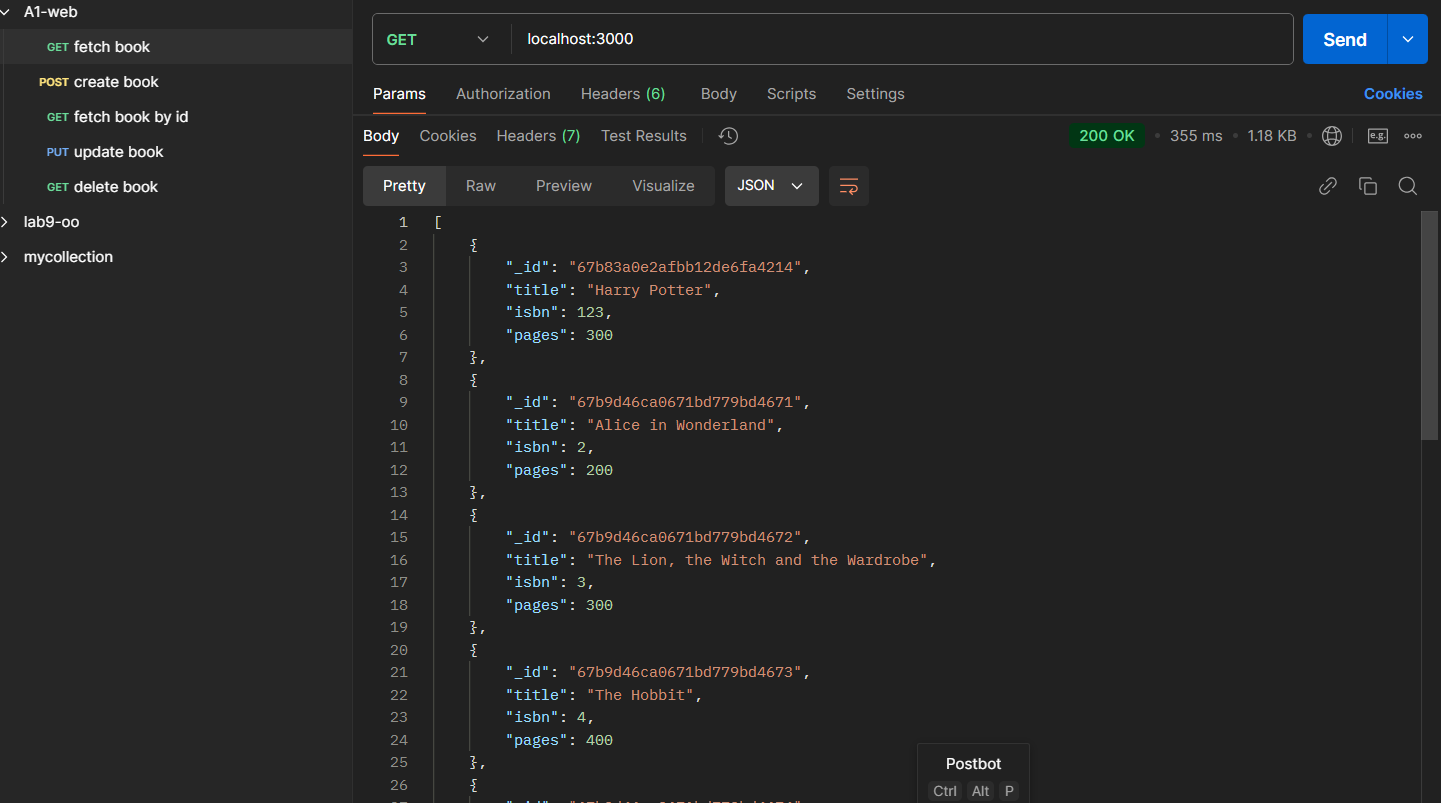 A1-web
GET fetch book
POST create book
GET fetch book by id
PUT update book
GET delete book
lab9-oo
mycollection
GET localhost:3000 Send
Params Authorization Headers (6) Body Scripts Settings Cookies
Body Cookies Headers (7) Test Results 200 OK 355 ms 1.18 KB e.g.
Pretty Raw Preview Visualize JSON
1 [
2 {
3 "_id": "67b83a0e2afbb12de6fa4214",
4 "title": "Harry Potter",
5 "isbn": 123,
6 "pages": 300
7 },
8 {
9 "_id": "67b9d46ca0671bd779bd4671",
10 "title": "Alice in Wonderland",
11 "isbn": 2,
12 "pages": 200
13 },
14 {
15 "_id": "67b9d46ca0671bd779bd4672",
16 "title": "The Lion, the Witch and the Wardrobe",
17 "isbn": 3,
18 "pages": 300
19 },
20 {
21 "_id": "67b9d46ca0671bd779bd4673",
22 "title": "The Hobbit",
23 "isbn": 4,
24 "pages": 400
25 },
26 {
Postbot
Ctrl Alt P